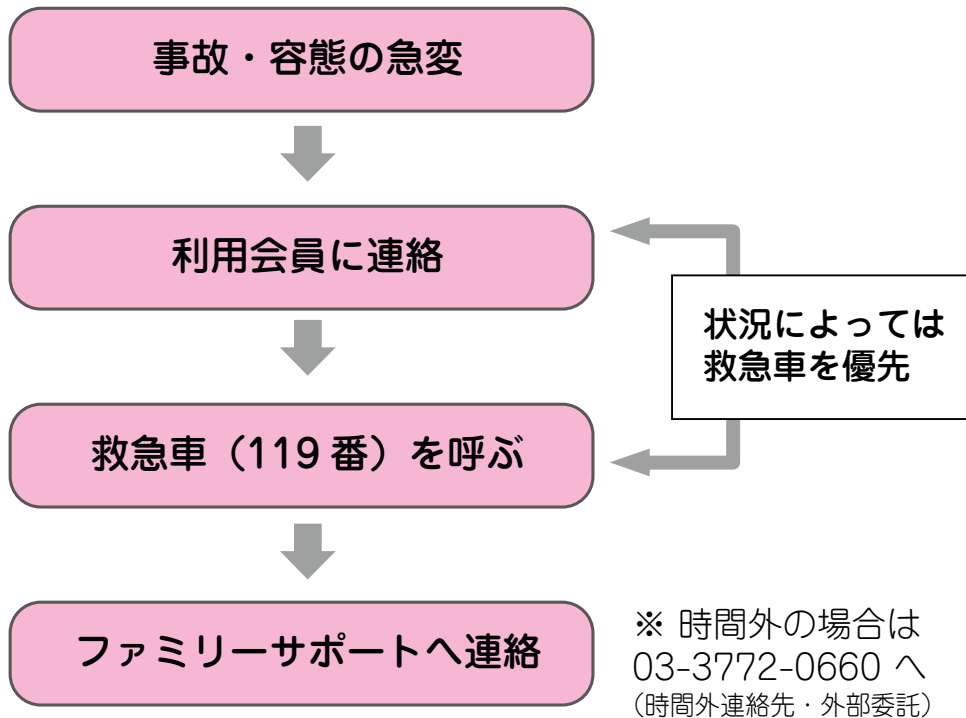 事故・容態の急変
利用会員に連絡
状況によっては
救急車を優先
救急車（119 番）を呼ぶ
ファミリーサポートへ連絡
※ 時間外の場合は
03-3772-0660 へ
（時間外連絡先・外部委託）